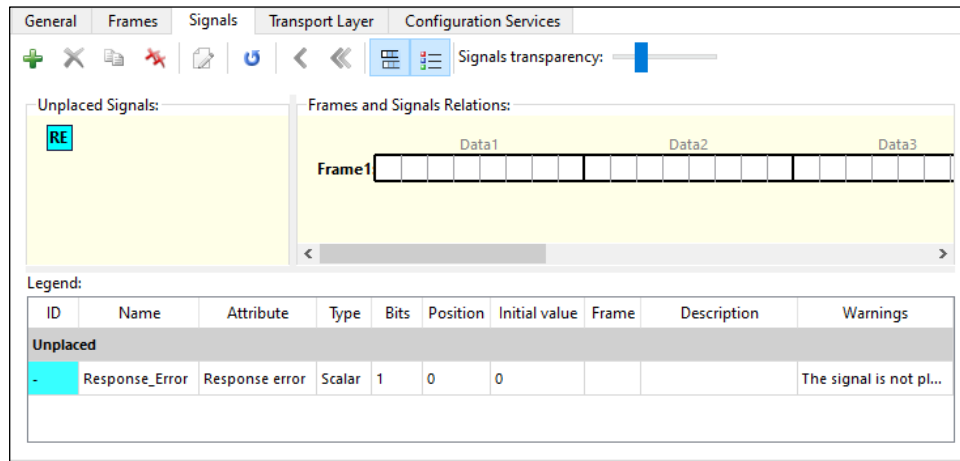 General Frames Signals Transport Layer Configuration Services
Signals transparency:
Unplaced Signals:
RE
Frames and Signals Relations:
Data1 Data2 Data3
Frame1:
Legend:
ID Name Attribute Type Bits Position Initial value Frame Description Warnings
Unplaced
- Response_Error Response error Scalar 1 0 0 The signal is not pl...